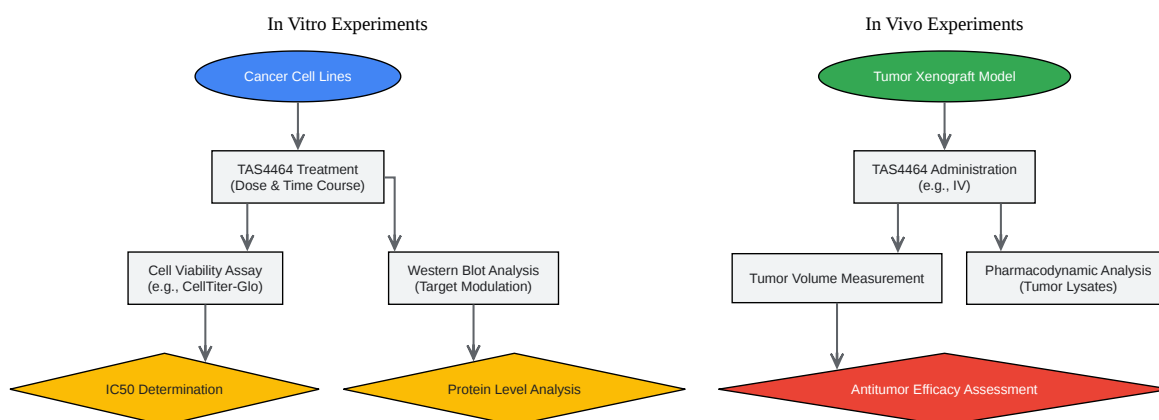 In Vitro Experiments
Cancer Cell Lines
TAS4464 Treatment
(Dose & Time Course)
Cell Viability Assay
(e.g., CellTiter-Glo)
Western Blot Analysis
(Target Modulation)
IC50 Determination
Protein Level Analysis
In Vivo Experiments
Tumor Xenograft Model
TAS4464 Administration
(e.g., IV)
Tumor Volume Measurement
Pharmacodynamic Analysis
(Tumor Lysates)
Antitumor Efficacy Assessment